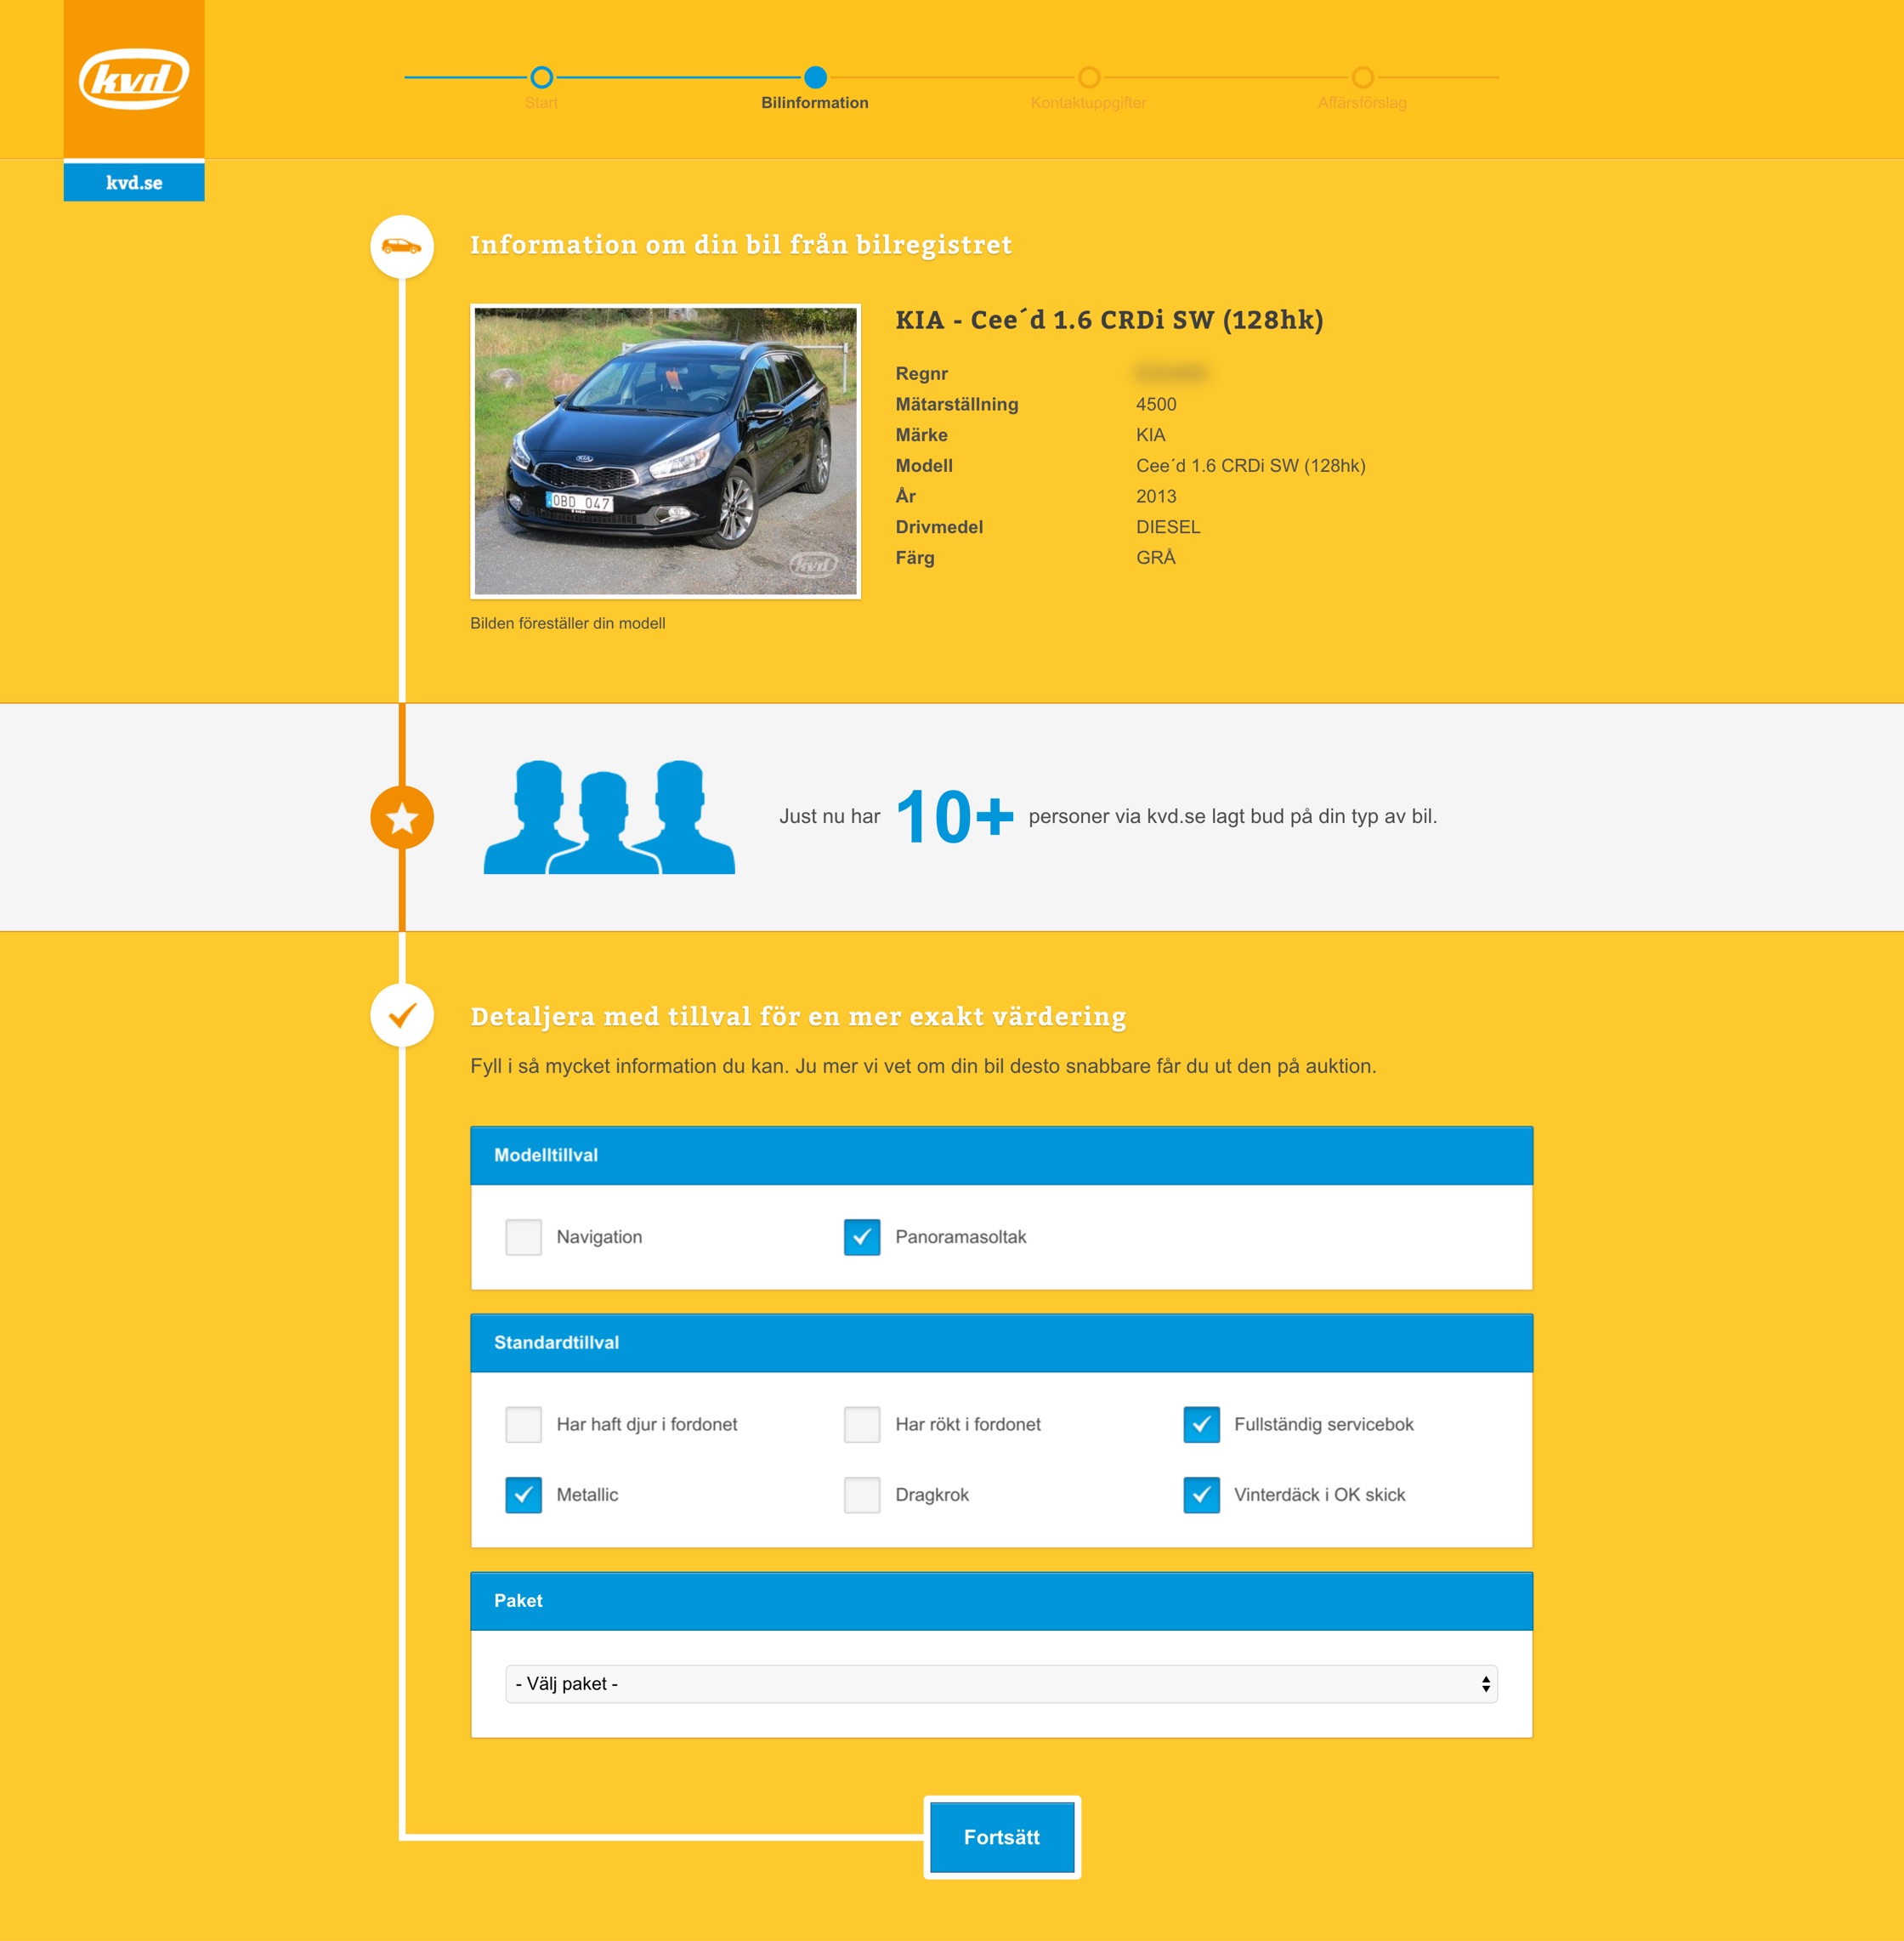 kvd
Start
Bilinformation
Kontaktuppgifter
Affärsförslag
kvd.se
Information om din bil från bilregistret
KIA - Cee´d 1.6 CRDi SW (128hk)
Regnr
Mätarställning 4500
Märke KIA
Modell Cee´d 1.6 CRDi SW (128hk)
År 2013
Drivmedel DIESEL
Färg GRÅ
KIA
OBD 047
kvd
Bilden föreställer din modell
Just nu har 10+ personer via kvd.se lagt bud på din typ av bil.
Detaljera med tillval för en mer exakt värdering
Fyll i så mycket information du kan. Ju mer vi vet om din bil desto snabbare får du ut den på auktion.
Modelltillval
Navigation
Panoramasoltak
Standardtillval
Har haft djur i fordonet
Har rökt i fordonet
Fullständig servicebok
Metallic
Dragkrok
Vinterdäck i OK skick
Paket
- Välj paket -
Fortsätt